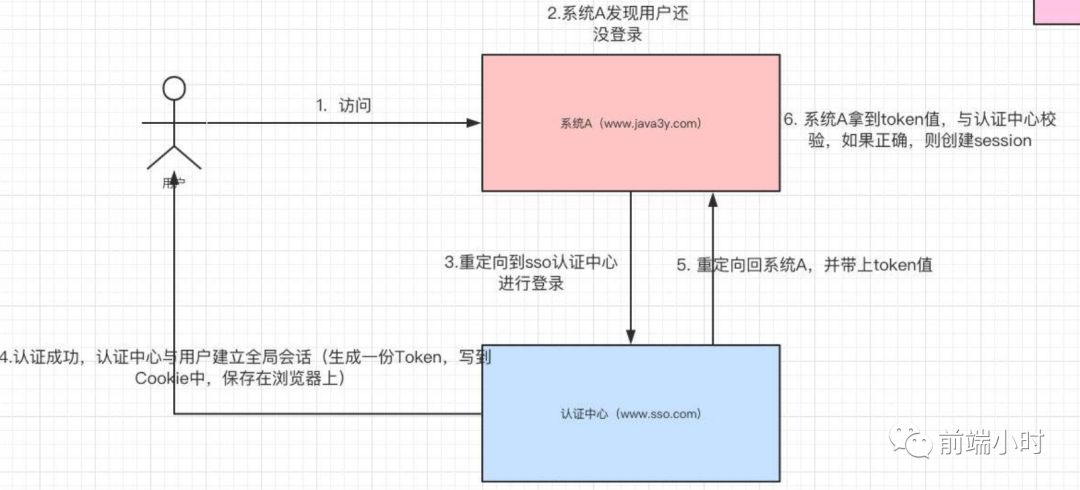 2.系统A发现用户还
没登录
1. 访问
系统A（www.java3y.com）
6. 系统A拿到token值，与认证中心校
验，如果正确，则创建session
用户
3.重定向到sso认证中心
进行登录
5. 重定向回系统A，并带上token值
4.认证成功，认证中心与用户建立全局会话（生成一份Token，写到
Cookie中，保存在浏览器上）
认证中心（www.sso.com）
前端小时